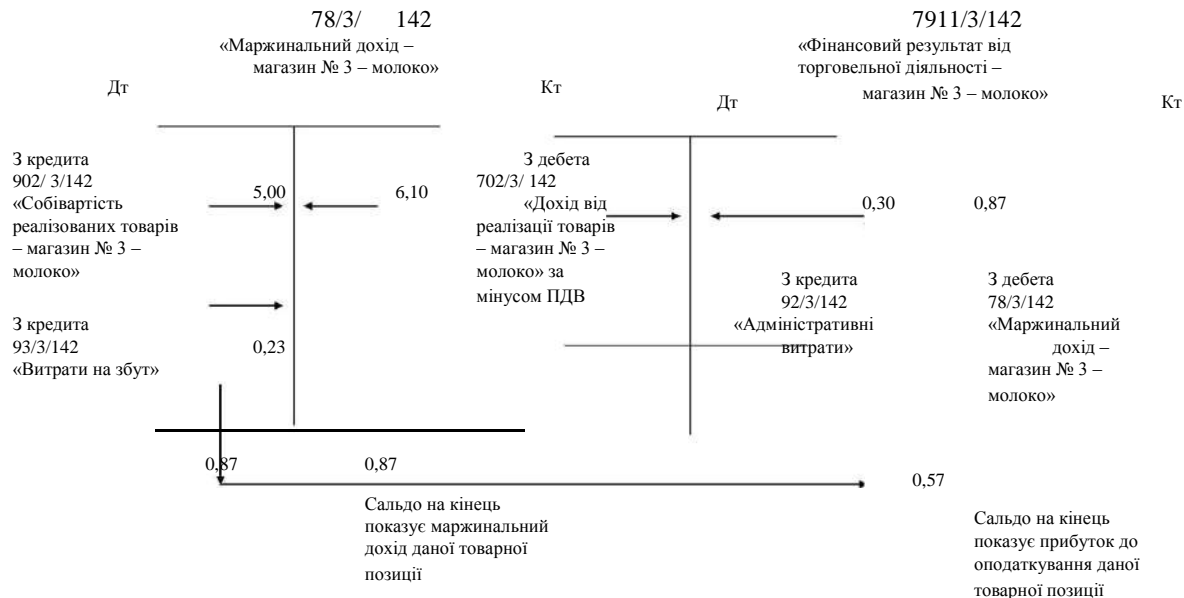 78/3/ 142
«Маржинальний дохід –
магазин № 3 – молоко»
Дт
Кт
7911/3/142
«Фінансовий результат від
торговельної діяльності –
магазин № 3 – молоко»
Дт
Кт
З кредита
902/ 3/142
«Собівартість
реалізованих товарів
– магазин № 3 –
молоко»
5,00
6,10
З дебета
702/3/ 142
«Дохід від
реалізації товарів
– магазин № 3 –
молоко» за
мінусом ПДВ
0,30
0,87
З кредита
92/3/142
«Адміністративні
витрати»
З дебета
78/3/142
«Маржинальний
дохід –
магазин № 3 –
молоко»
З кредита
93/3/142
«Витрати на збут»
0,23
0,87
0,87
0,57
Сальдо на кінець
показує маржинальний
дохід даної товарної
позиції
Сальдо на кінець
показує прибуток до
оподаткування даної
товарної позиції